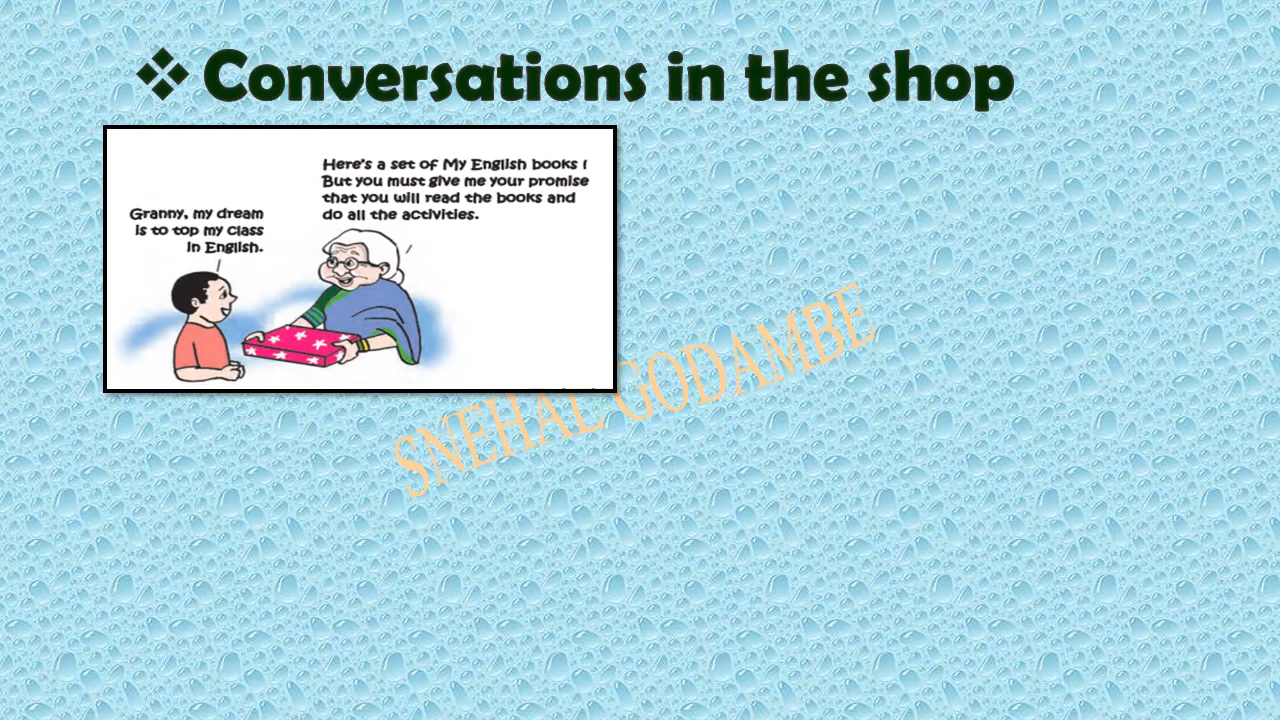 ❖ Conversations in the shop
Granny, my dream
is to top my class
in English.
Here's a set of My English books !
But you must give me your promise
that you will read the books and
do all the activities.
SNEHAL GODAMBE